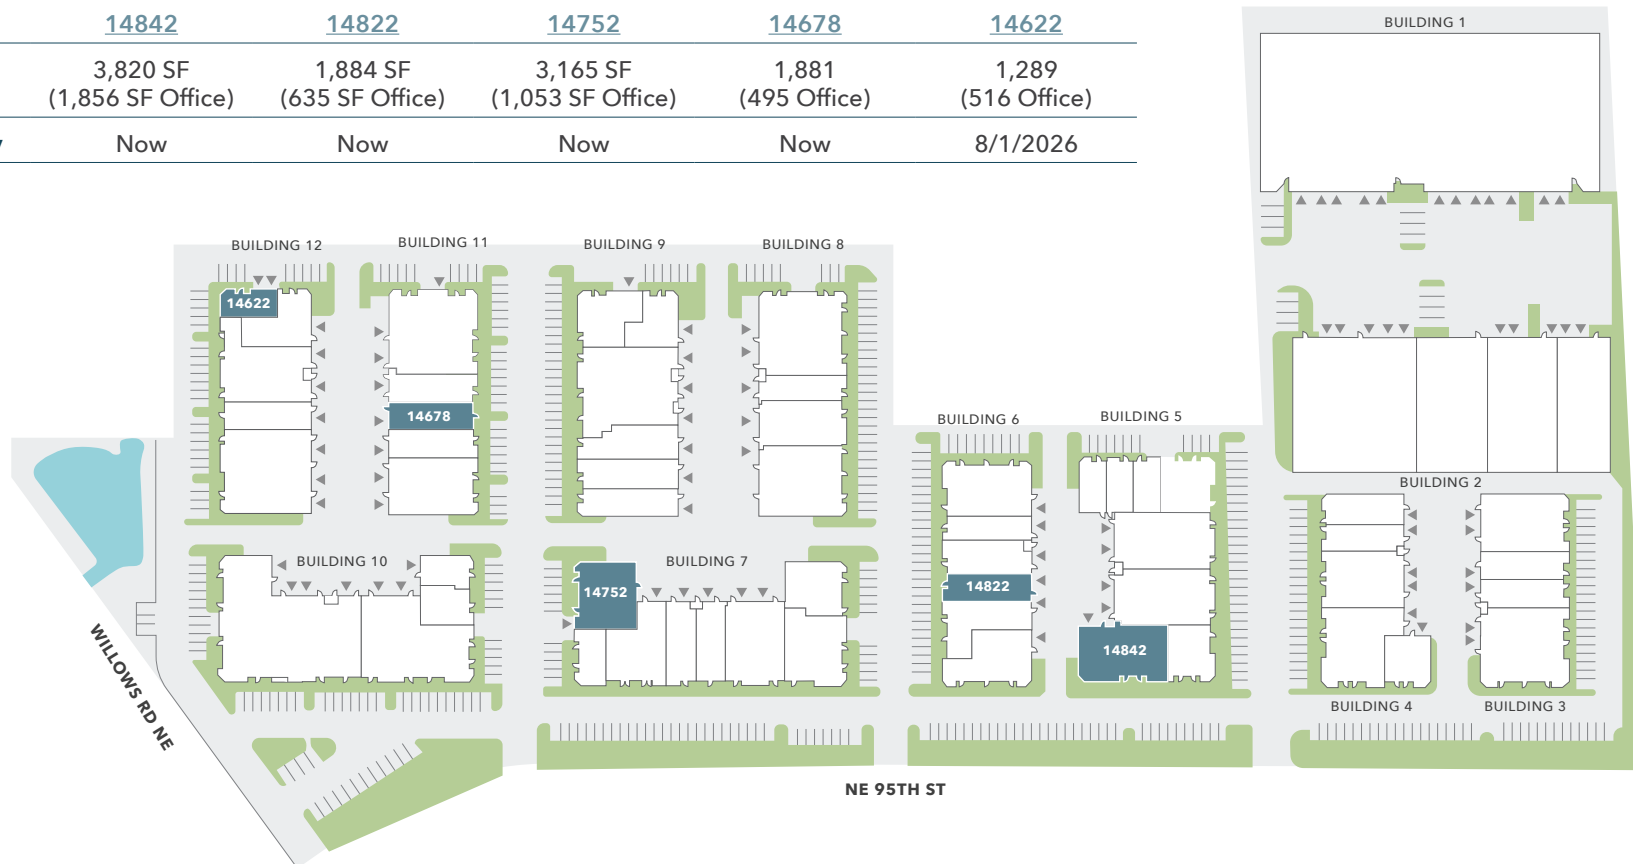 14842 14822 14752 14678 14622
3,820 SF 1,884 SF 3,165 SF 1,881 1,289
(1,856 SF Office) (635 SF Office) (1,053 SF Office) (495 Office) (516 Office)
Now Now Now Now 8/1/2026
BUILDING 1
BUILDING 12 BUILDING 11 BUILDING 9 BUILDING 8
14622
14678
BUILDING 6 BUILDING 5
BUILDING 2
BUILDING 10 BUILDING 7
14752
14822
14842
WILLOWS RD NE
BUILDING 4 BUILDING 3
NE 95TH ST